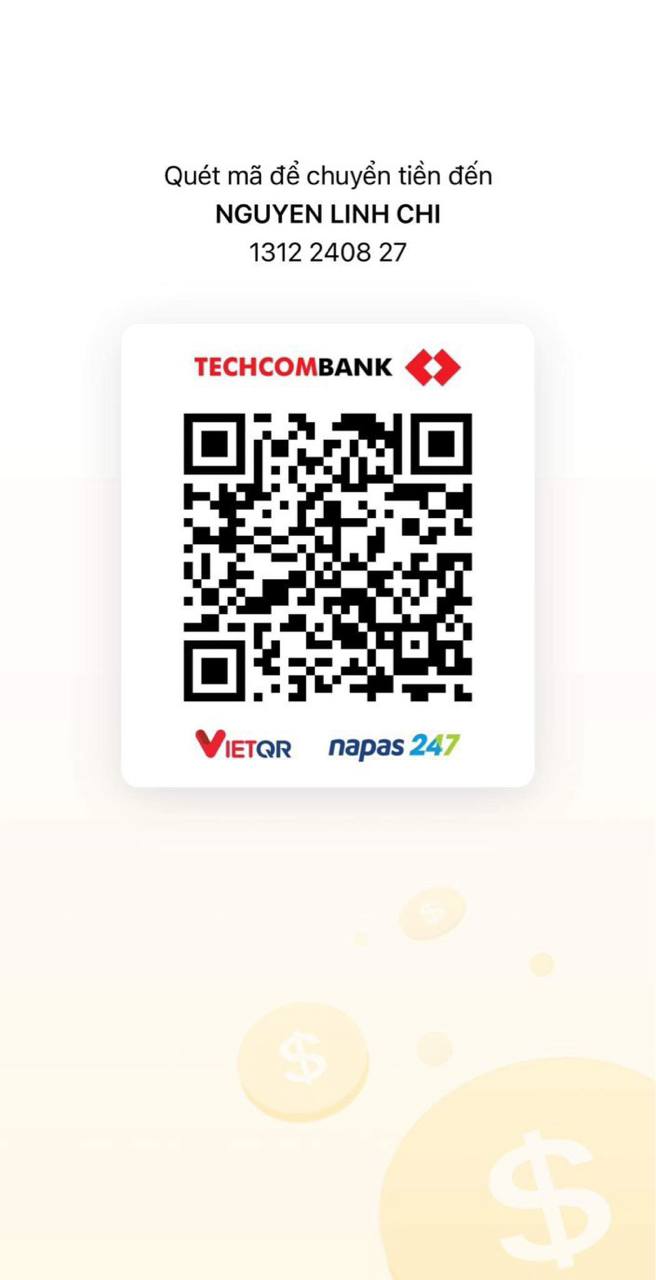 Quét mã để chuyển tiền đến
NGUYEN LINH CHI
1312 2408 27
TECHCOMBANK
VIETQR napas 247
$
$
$